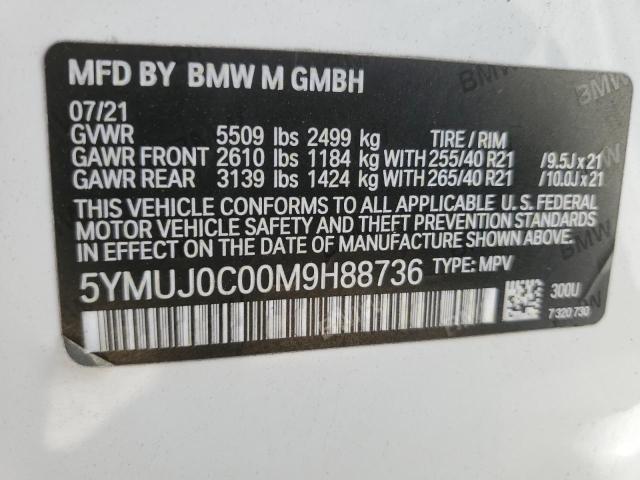 MFD BY BMW M GMBH
07/21
GVWR 5509 lbs 2499 kg TIRE / RIM
GAWR FRONT 2610 lbs 1184 kg WITH 255/40 R21 / 9.5J x 21
GAWR REAR 3139 lbs 1424 kg WITH 265/40 R21 / 10.0J x 21
THIS VEHICLE CONFORMS TO ALL APPLICABLE U. S. FEDERAL
MOTOR VEHICLE SAFETY AND THEFT PREVENTION STANDARDS
IN EFFECT ON THE DATE OF MANUFACTURE SHOWN ABOVE.
5YMUJ0C00M9H88736 TYPE: MPV
300U
7 320 730